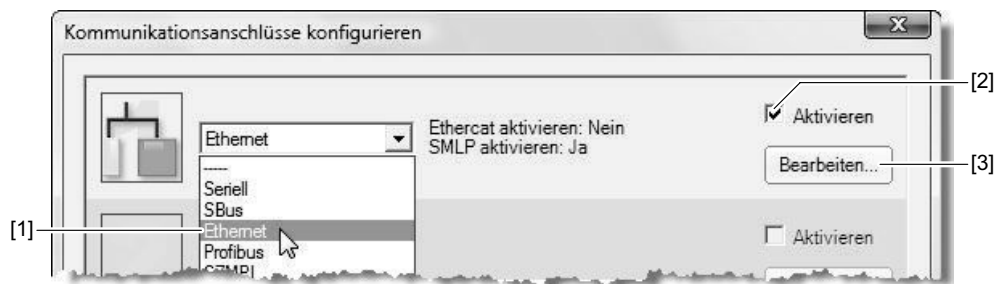 Kommunikationsanschlüsse konfigurieren
x
[2]
Aktivieren
Ethernet
Ethercat aktivieren: Nein
SMLP aktivieren: Ja
Bearbeiten...
[3]
-----
Seriell
SBus
[1]
Ethernet
Profibus
Aktivieren